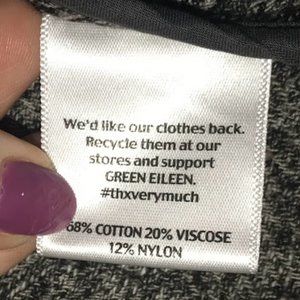 We'd like our clothes back.
Recycle them at our
stores and support
GREEN EILEEN.
#thxverymuch
68% COTTON 20% VISCOSE
12% NYLON